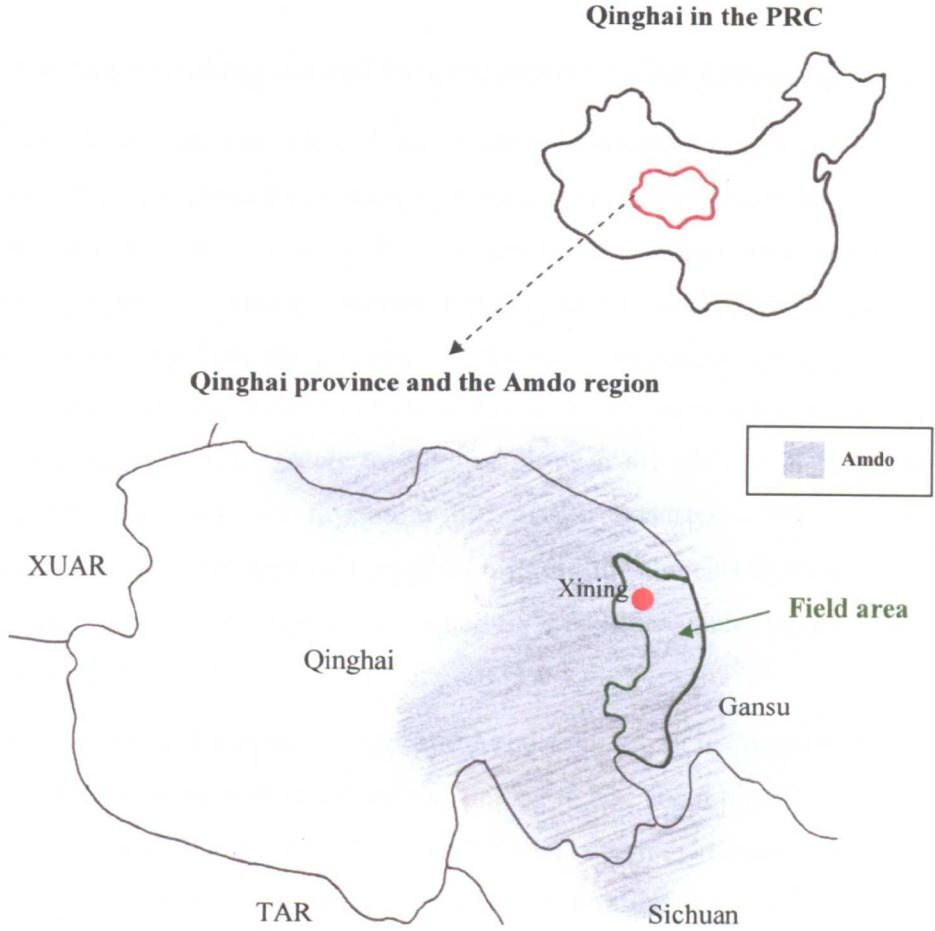 Qinghai in the PRC
Qinghai province and the Amdo region
Amdo
XUAR
Xining
Field area
Qinghai
Gansu
TAR
Sichuan